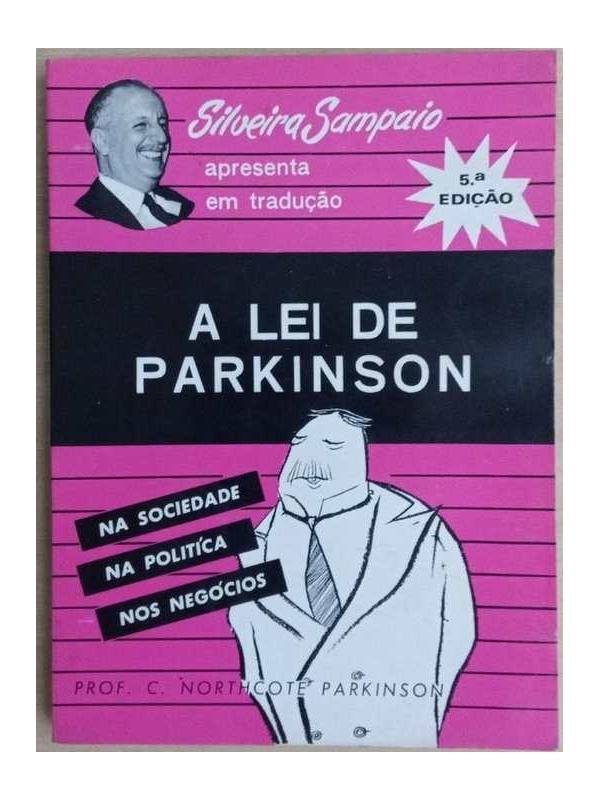 Silveira Sampaio
apresenta
em tradução
5.ª
EDIÇÃO
A LEI DE
PARKINSON
NA SOCIEDADE
NA POLITÍCA
NOS NEGÓCIOS
PROF. C. NORTHCOTE PARKINSON